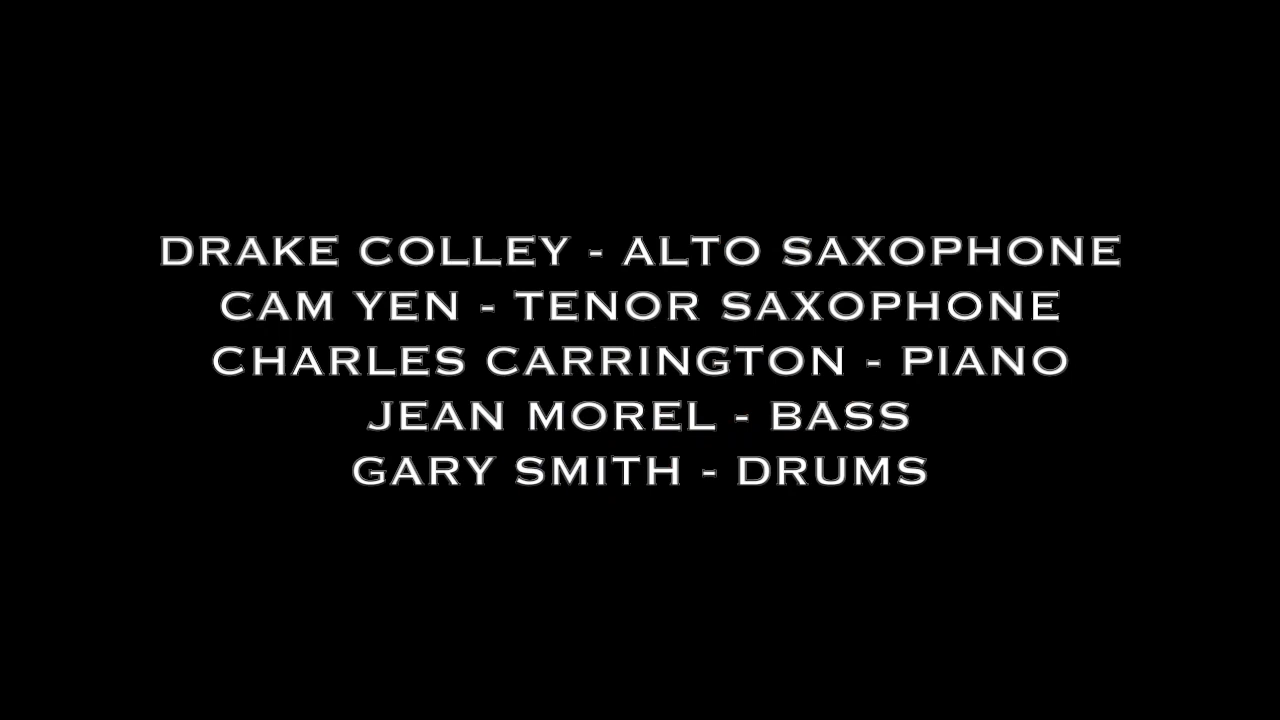 DRAKE COLLEY - ALTO SAXOPHONE
CAM YEN - TENOR SAXOPHONE
CHARLES CARRINGTON - PIANO
JEAN MOREL - BASS
GARY SMITH - DRUMS